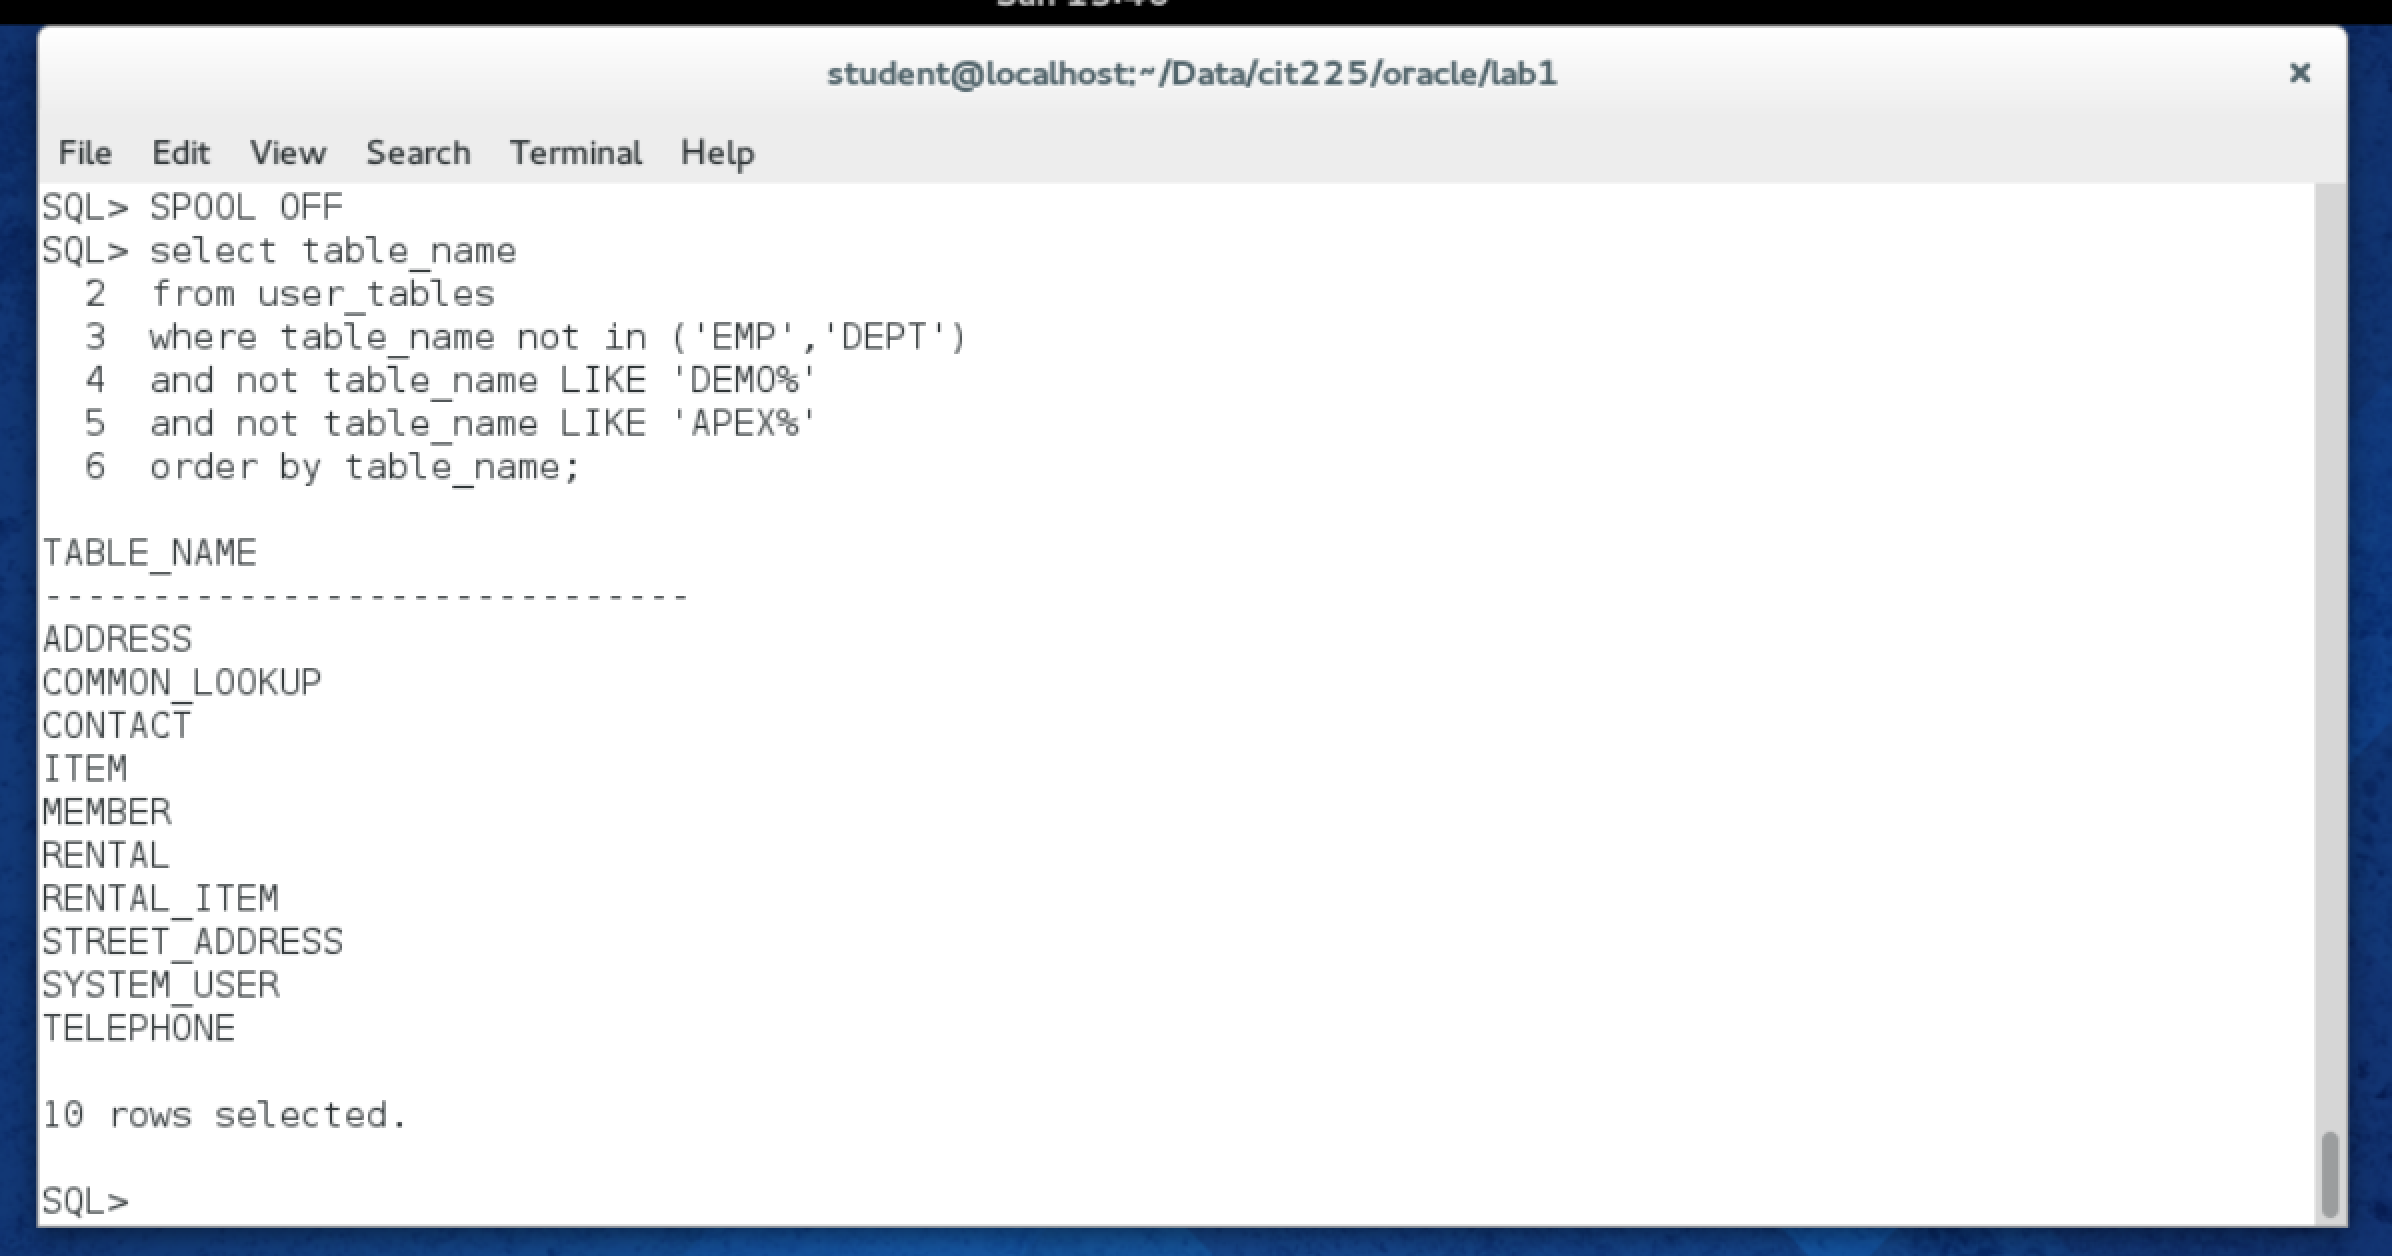 student@localhost:~/Data/cit225/oracle/lab1 ×
File Edit View Search Terminal Help
SQL> SPOOL OFF
SQL> select table_name
  2  from user_tables
  3  where table_name not in ('EMP','DEPT')
  4  and not table_name LIKE 'DEMO%'
  5  and not table_name LIKE 'APEX%'
  6  order by table_name;
TABLE_NAME
------------------------------
ADDRESS
COMMON_LOOKUP
CONTACT
ITEM
MEMBER
RENTAL
RENTAL_ITEM
STREET_ADDRESS
SYSTEM_USER
TELEPHONE
10 rows selected.
SQL>